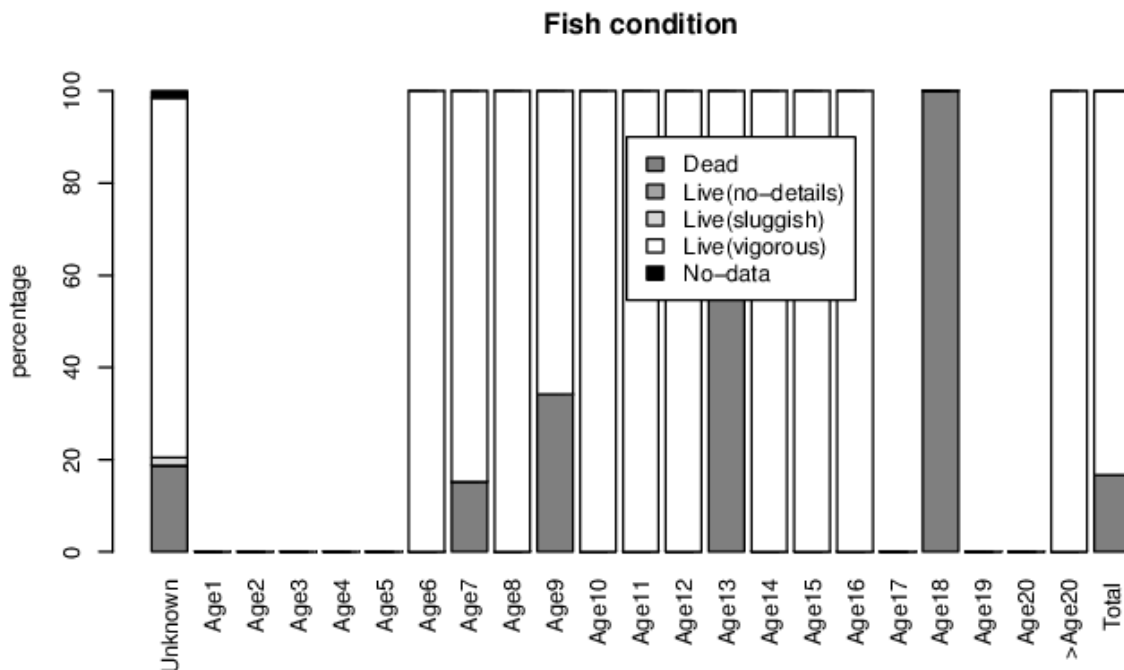 Fish condition
percentage
100
80
60
40
20
0
Dead
Live(no-details)
Live(sluggish)
Live(vigorous)
No-data
Unknown
Age1
Age2
Age3
Age4
Age5
Age6
Age7
Age8
Age9
Age10
Age11
Age12
Age13
Age14
Age15
Age16
Age17
Age18
Age19
Age20
>Age20
Total